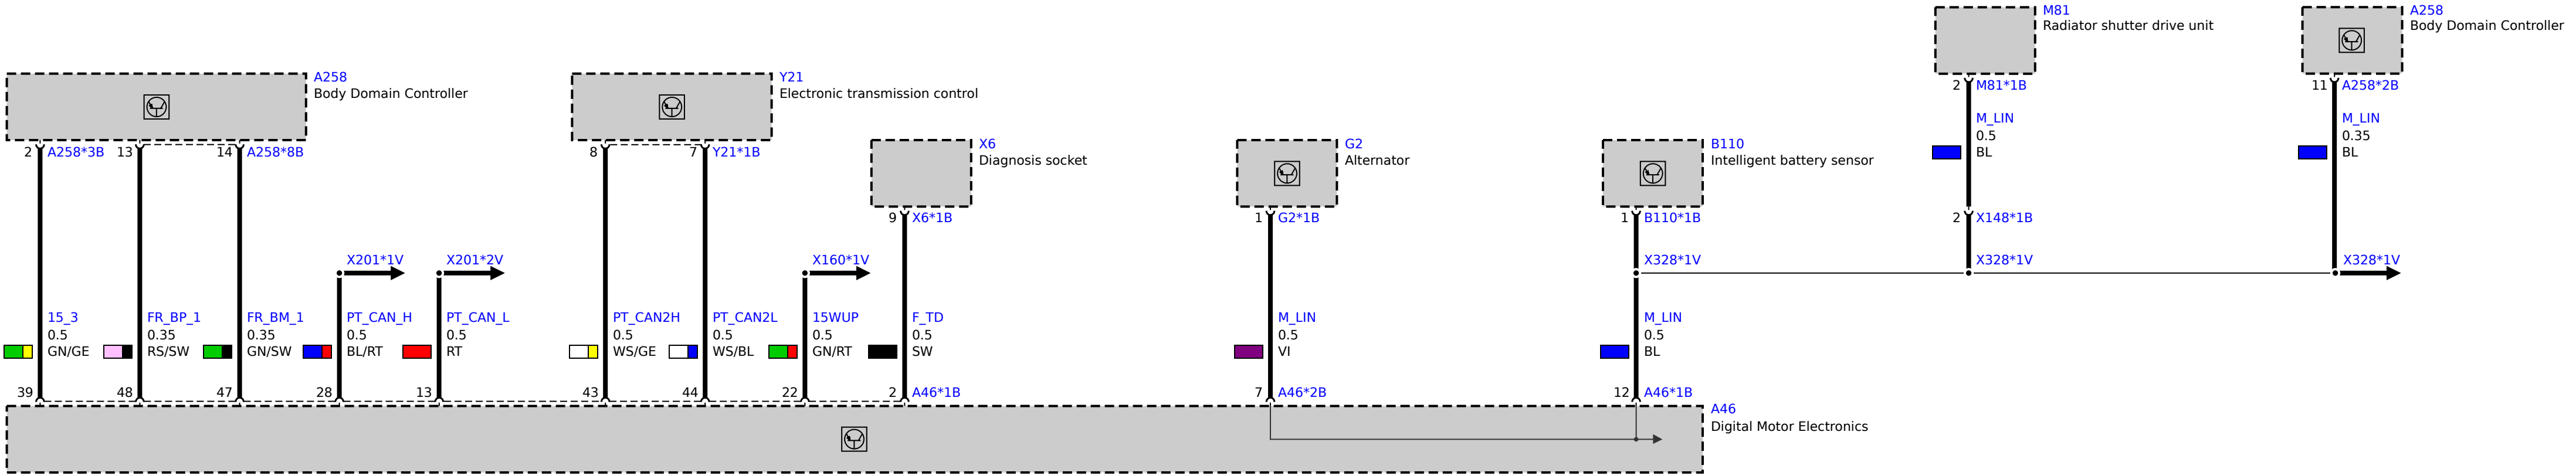 M81
Radiator shutter drive unit
A258
Body Domain Controller
A258
Body Domain Controller
Y21
Electronic transmission control
2 M81*1B
11 A258*2B
M_LIN
0.5
BL
M_LIN
0.35
BL
X6
Diagnosis socket
G2
Alternator
B110
Intelligent battery sensor
2 A258*3B
13
14 A258*8B
8
7 Y21*1B
9 X6*1B
1 G2*1B
1 B110*1B
2 X148*1B
X201*1V
X201*2V
X160*1V
X328*1V
X328*1V
X328*1V
15_3
0.5
GN/GE
FR_BP_1
0.35
RS/SW
FR_BM_1
0.35
GN/SW
PT_CAN_H
0.5
BL/RT
PT_CAN_L
0.5
RT
PT_CAN2H
0.5
WS/GE
PT_CAN2L
0.5
WS/BL
15WUP
0.5
GN/RT
F_TD
0.5
SW
M_LIN
0.5
VI
M_LIN
0.5
BL
39
48
47
28
13
43
44
22
2 A46*1B
7 A46*2B
12 A46*1B
A46
Digital Motor Electronics